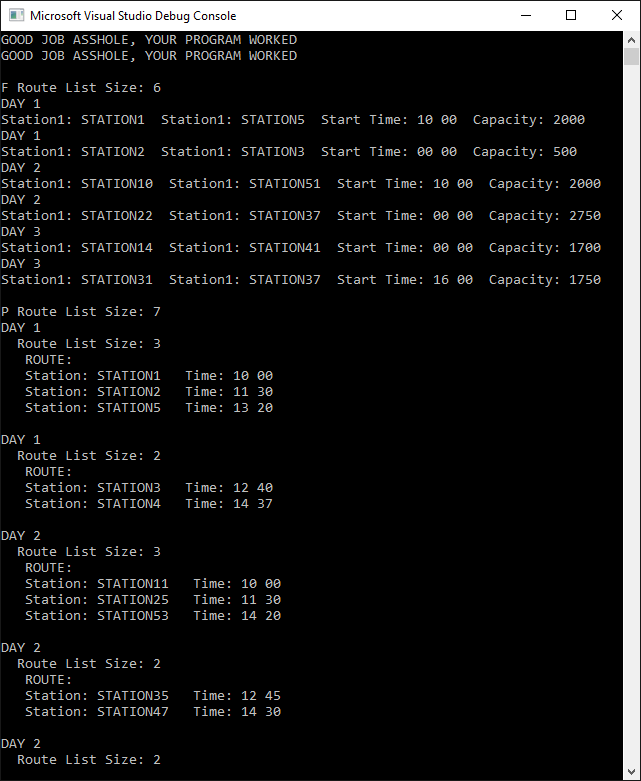 Microsoft Visual Studio Debug Console
GOOD JOB ASSHOLE, YOUR PROGRAM WORKED
GOOD JOB ASSHOLE, YOUR PROGRAM WORKED
F Route List Size: 6
DAY 1
Station1: STATION1  Station1: STATION5  Start Time: 10 00  Capacity: 2000
DAY 1
Station1: STATION2  Station1: STATION3  Start Time: 00 00  Capacity: 500
DAY 2
Station1: STATION10  Station1: STATION51  Start Time: 10 00  Capacity: 2000
DAY 2
Station1: STATION22  Station1: STATION37  Start Time: 00 00  Capacity: 2750
DAY 3
Station1: STATION14  Station1: STATION41  Start Time: 00 00  Capacity: 1700
DAY 3
Station1: STATION31  Station1: STATION37  Start Time: 16 00  Capacity: 1750
P Route List Size: 7
DAY 1
Route List Size: 3
ROUTE:
Station: STATION1   Time: 10 00
Station: STATION2   Time: 11 30
Station: STATION5   Time: 13 20
DAY 1
Route List Size: 2
ROUTE:
Station: STATION3   Time: 12 40
Station: STATION4   Time: 14 37
DAY 2
Route List Size: 3
ROUTE:
Station: STATION11   Time: 10 00
Station: STATION25   Time: 11 30
Station: STATION53   Time: 14 20
DAY 2
Route List Size: 2
ROUTE:
Station: STATION35   Time: 12 45
Station: STATION47   Time: 14 30
DAY 2
Route List Size: 2